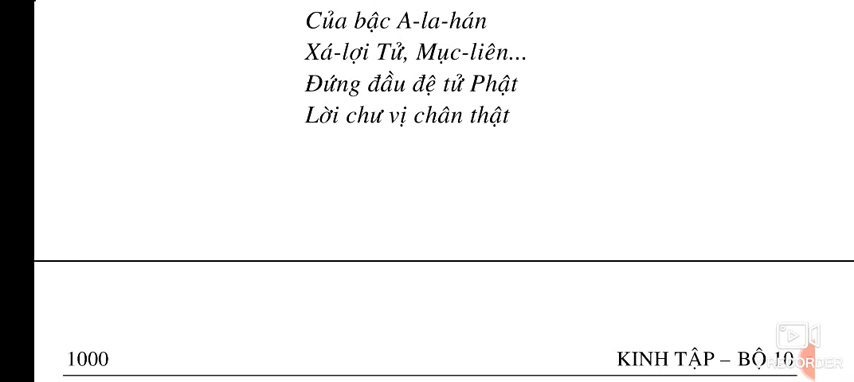 Của bậc A-la-hán
Xá-lợi Tử, Mục-liên...
Đứng đầu đệ tử Phật
Lời chư vị chân thật
1000
KINH TẬP – BỘ 10
RECORDER